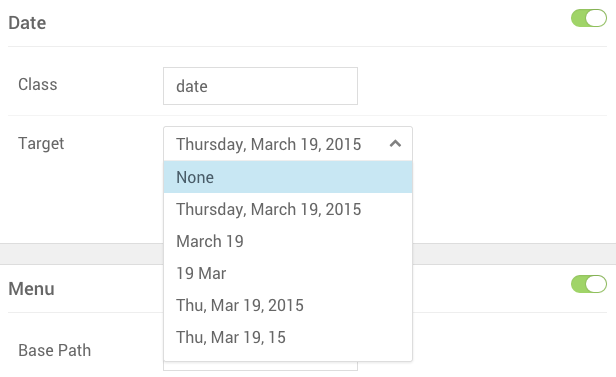 Date
Class
date
Target
Thursday, March 19, 2015
None
Thursday, March 19, 2015
March 19
19 Mar
Thu, Mar 19, 2015
Thu, Mar 19, 15
Menu
Base Path